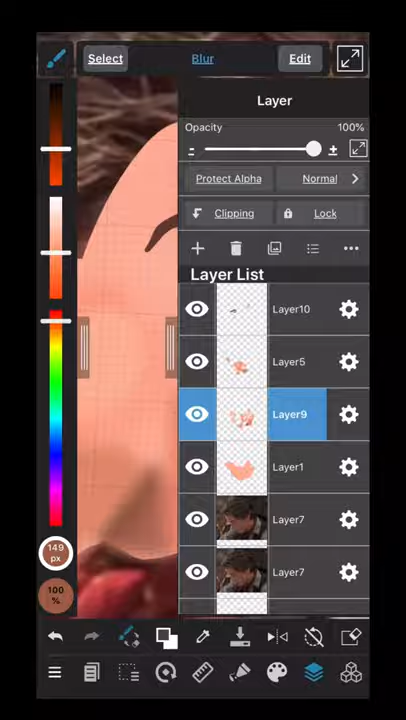 Select Blur Edit
Layer
Opacity 100%
Protect Alpha Normal
Clipping Lock
Layer List
Layer10
Layer5
Layer9
Layer1
Layer7
Layer7
149
px
100
%